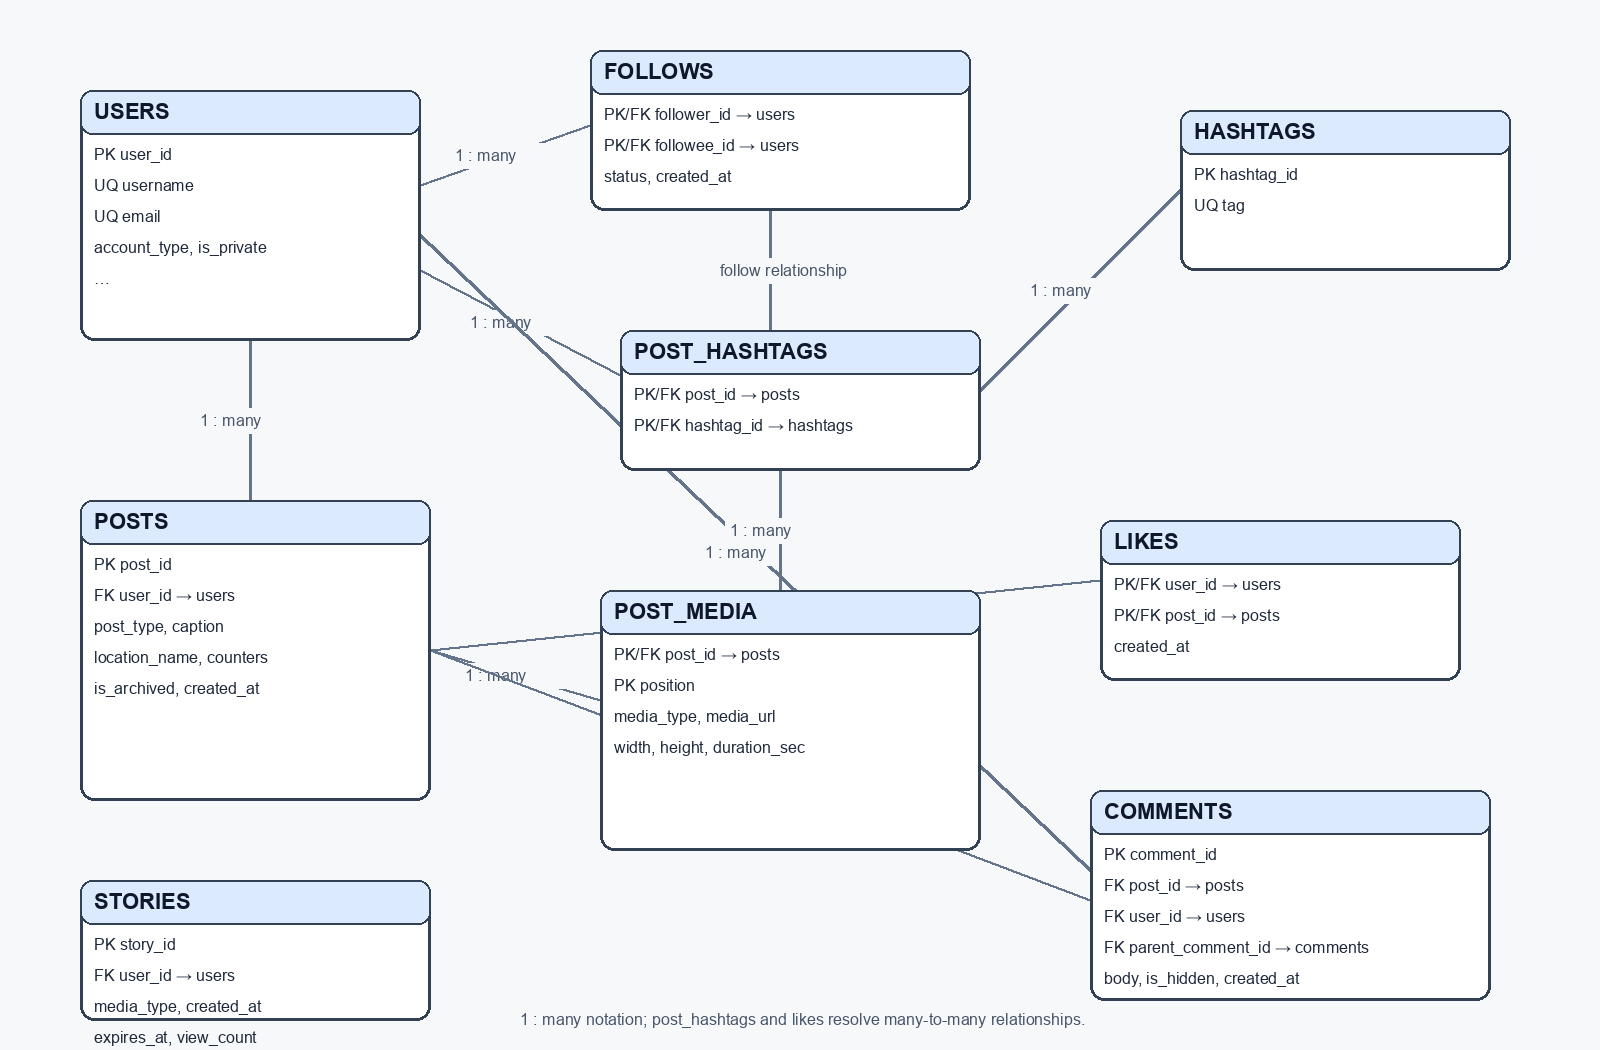 FOLLOWS
PK/FK follower_id → users
PK/FK followee_id → users
status, created_at
USERS
PK user_id
UQ username
UQ email
account_type, is_private
...
HASHTAGS
PK hashtag_id
UQ tag
1 : many
follow relationship
1 : many
1 : many
POST_HASHTAGS
PK/FK post_id → posts
PK/FK hashtag_id → hashtags
1 : many
1 : many
1 : many
POSTS
PK post_id
FK user_id → users
post_type, caption
location_name, counters
is_archived, created_at
1 : many
LIKES
PK/FK user_id → users
PK/FK post_id → posts
created_at
POST_MEDIA
PK/FK post_id → posts
PK position
media_type, media_url
width, height, duration_sec
COMMENTS
PK comment_id
FK post_id → posts
FK user_id → users
FK parent_comment_id → comments
body, is_hidden, created_at
STORIES
PK story_id
FK user_id → users
media_type, created_at
expires_at, view_count
1 : many notation; post_hashtags and likes resolve many-to-many relationships.